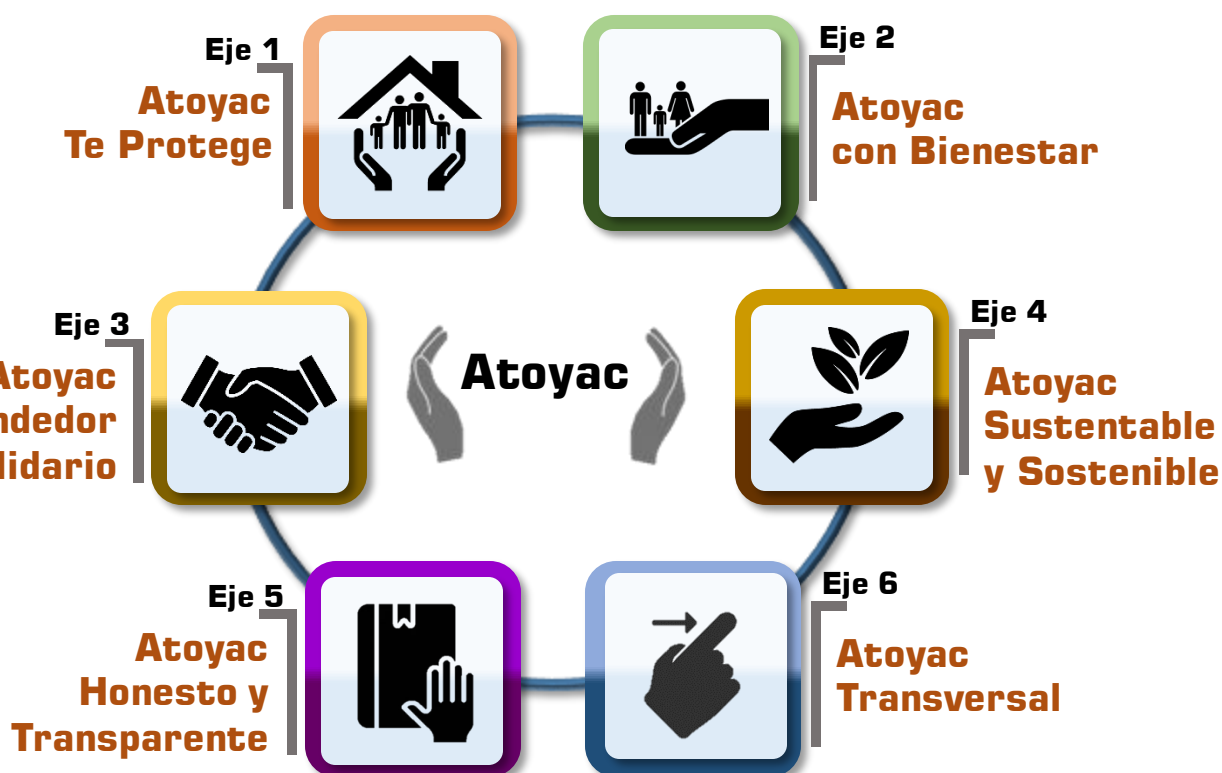 Eje 1
Atoyac
Te Protege
Eje 2
Atoyac
con Bienestar
Eje 3
Atoyac
Eje 4
Atoyac
Sustentable
y Sostenible
Atoyac
Eje 5
Atoyac
Honesto y
Transparente
Eje 6
Atoyac
Transversal